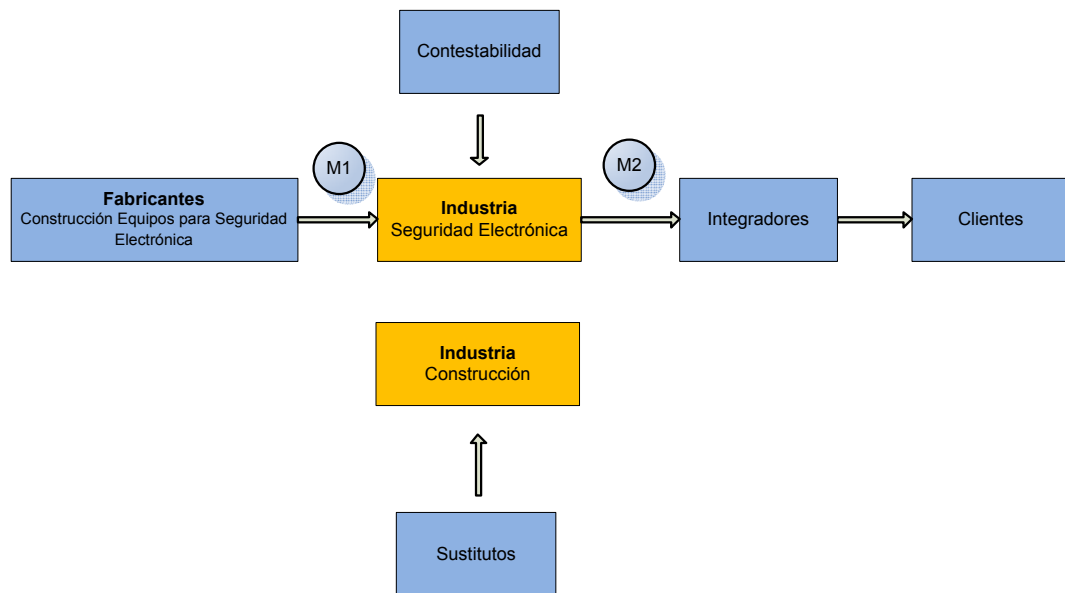 Contestabilidad
M1
M2
Fabricantes
Construcción Equipos para Seguridad
Electrónica
Industria
Seguridad Electrónica
Integradores
Clientes
Industria
Construcción
Sustitutos